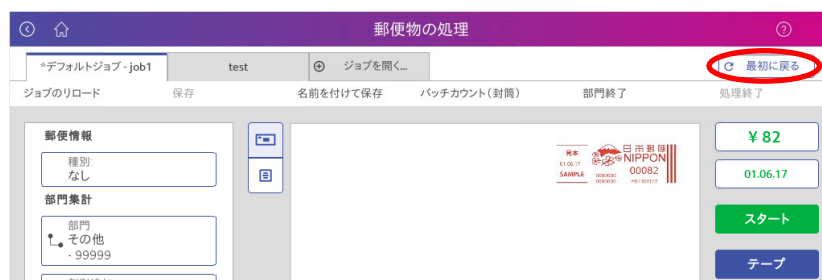 郵便物の処理
*デフォルトジョブ - job1
test
ジョブを開く...
最初に戻る
ジョブのリロード
保存
名前を付けて保存
バッチカウント(封筒)
部門終了
処理終了
郵便情報
種別:
なし
部門集計
部門
その他
- 99999
見本
01.06.17
SAMPLE
日本郵便
NIPPON
00082
¥ 82
01.06.17
スタート
テープ